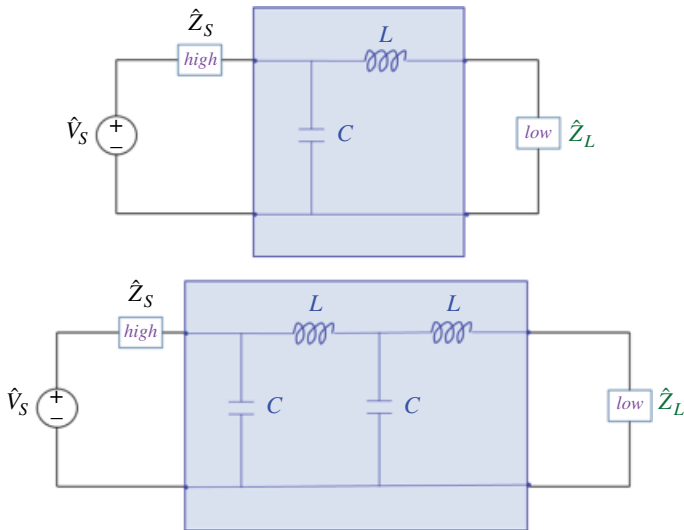 Ẑ_S
high
L
V̂_S
+
−
C
low Ẑ_L
Ẑ_S
high
L L
V̂_S
+
−
C C
low Ẑ_L